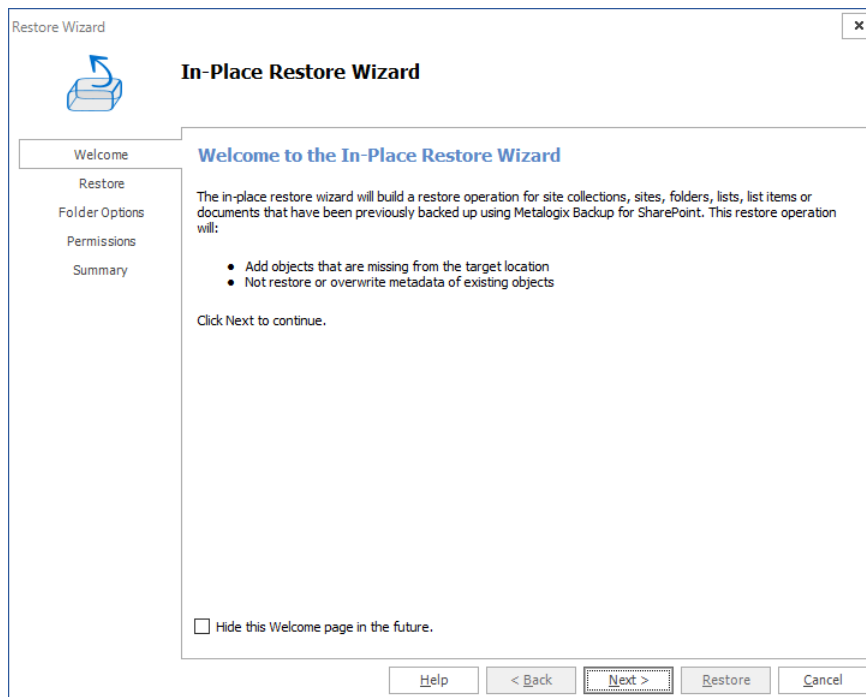 Restore Wizard
In-Place Restore Wizard
Welcome
Restore
Folder Options
Permissions
Summary
Welcome to the In-Place Restore Wizard
The in-place restore wizard will build a restore operation for site collections, sites, folders, lists, list items or
documents that have been previously backed up using Metalogix Backup for SharePoint. This restore operation
will:
● Add objects that are missing from the target location
● Not restore or overwrite metadata of existing objects
Click Next to continue.
Hide this Welcome page in the future.
Help
< Back
Next >
Restore
Cancel